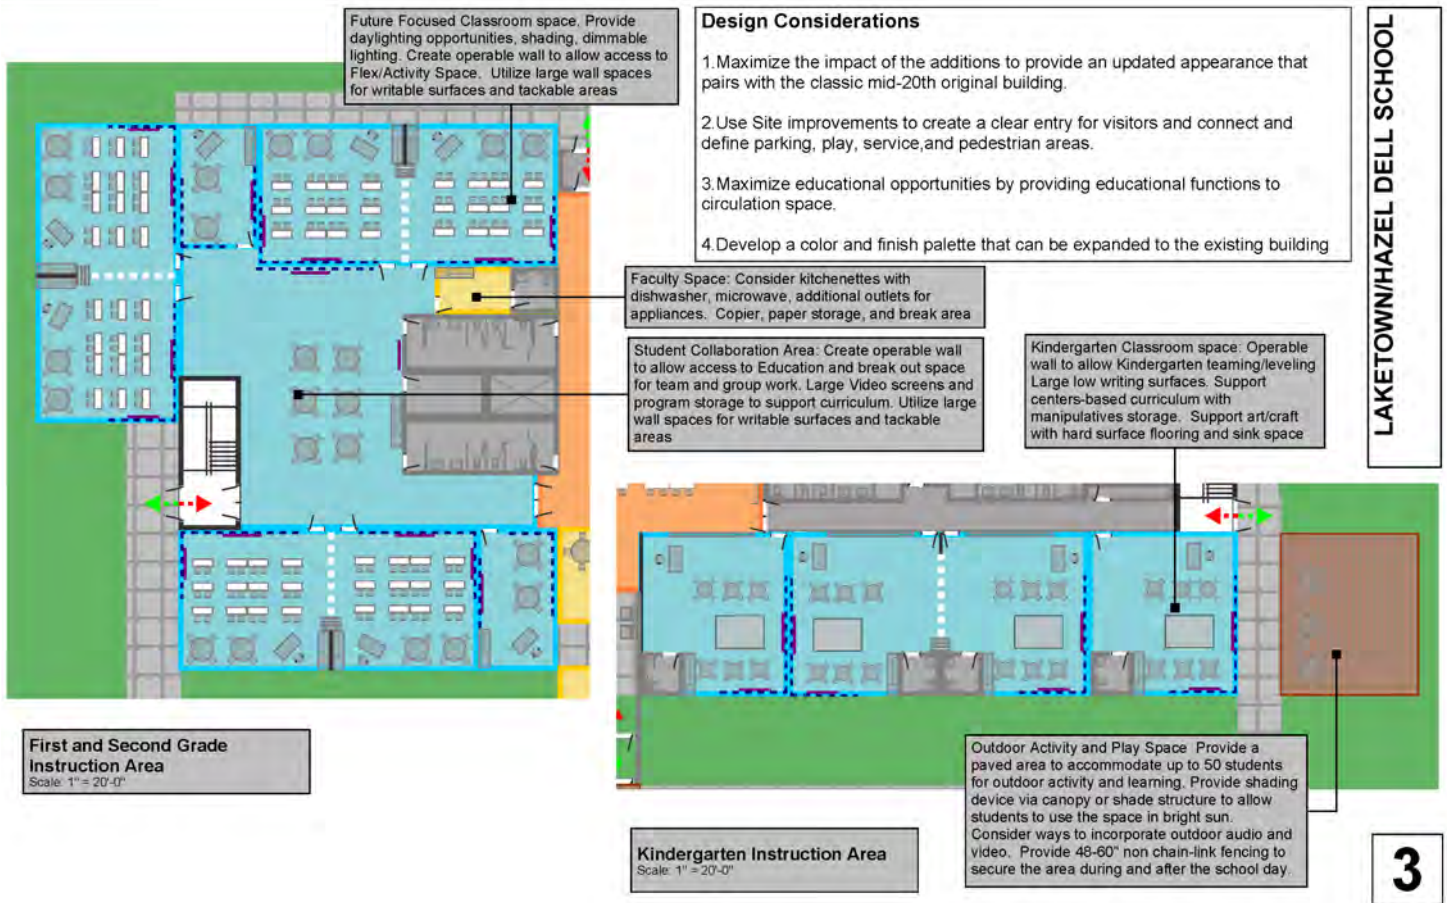 Future Focused Classroom space. Provide
daylighting opportunities, shading, dimmable
lighting. Create operable wall to allow access to
Flex/Activity Space. Utilize large wall spaces
for writable surfaces and tackable areas
Design Considerations
1.Maximize the impact of the additions to provide an updated appearance that
pairs with the classic mid-20th original building.
2.Use Site improvements to create a clear entry for visitors and connect and
define parking, play, service,and pedestrian areas.
3.Maximize educational opportunities by providing educational functions to
circulation space.
4.Develop a color and finish palette that can be expanded to the existing building
LAKETOWN/HAZEL DELL SCHOOL
Faculty Space: Consider kitchenettes with
dishwasher, microwave, additional outlets for
appliances. Copier, paper storage, and break area
Student Collaboration Area: Create operable wall
to allow access to Education and break out space
for team and group work. Large Video screens and
program storage to support curriculum. Utilize large
wall spaces for writable surfaces and tackable
areas
Kindergarten Classroom space: Operable
wall to allow Kindergarten teaming/leveling
Large low writing surfaces. Support
centers-based curriculum with
manipulatives storage. Support art/craft
with hard surface flooring and sink space
First and Second Grade
Instruction Area
Scale: 1" = 20'-0"
Outdoor Activity and Play Space Provide a
paved area to accommodate up to 50 students
for outdoor activity and learning. Provide shading
device via canopy or shade structure to allow
students to use the space in bright sun.
Consider ways to incorporate outdoor audio and
video. Provide 48-60" non chain-link fencing to
secure the area during and after the school day.
Kindergarten Instruction Area
Scale: 1" = 20'-0"
3